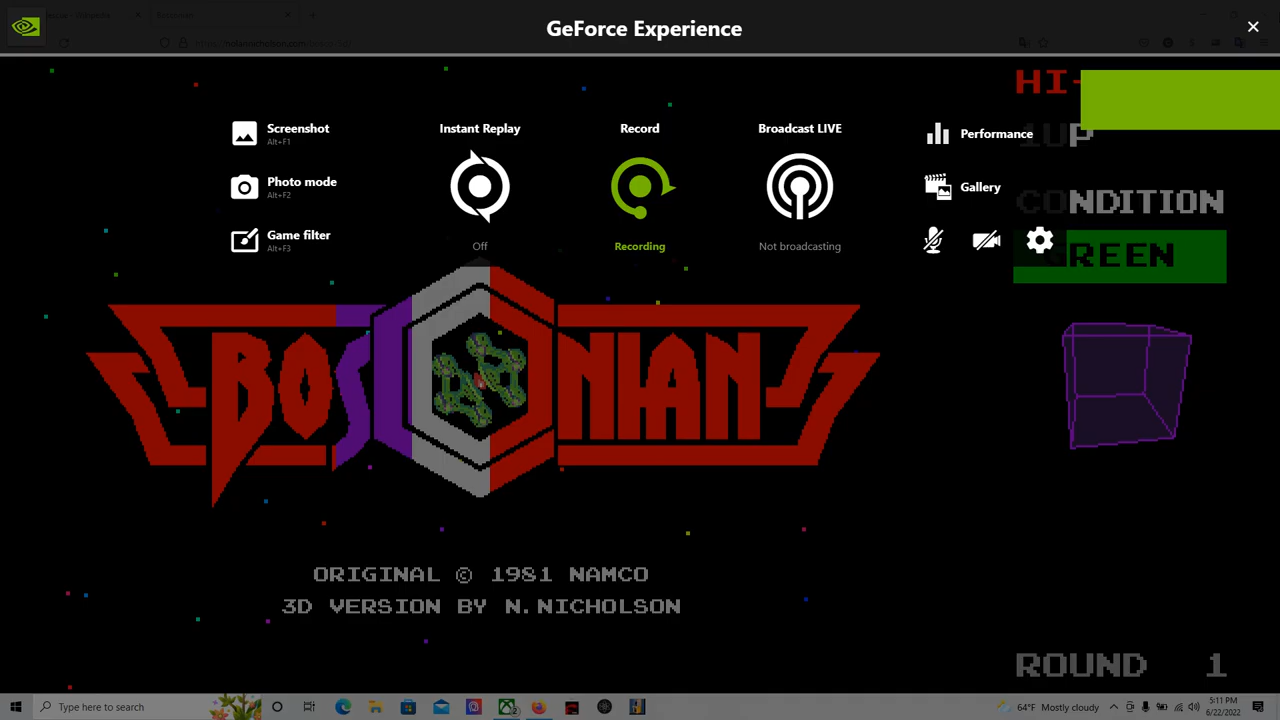 GeForce Experience
Screenshot
Alt+F1
Photo mode
Alt+F2
Game filter
Alt+F3
Instant Replay
Off
Record
Recording
Broadcast LIVE
Not broadcasting
Performance
Gallery
HI-
1UP
CONDITION
GREEN
BOSCONIAN
ORIGINAL © 1981 NAMCO
3D VERSION BY N.NICHOLSON
ROUND 1
Type here to search
64°F Mostly cloudy
5:11 PM
6/22/2022